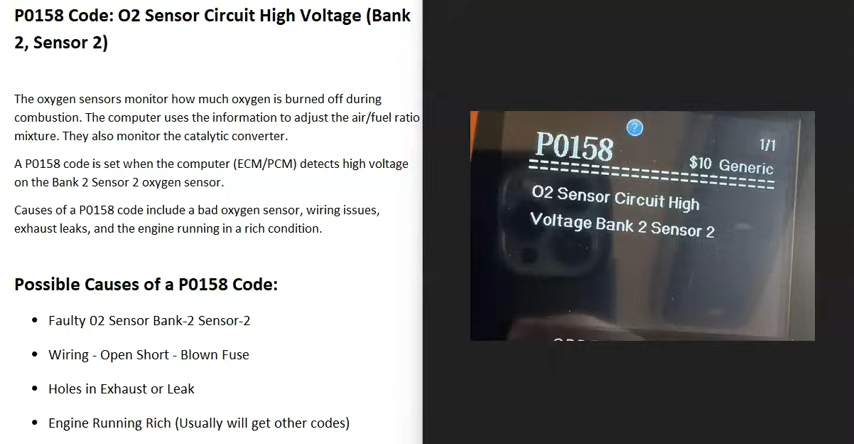 P0158 Code: O2 Sensor Circuit High Voltage (Bank
2, Sensor 2)
The oxygen sensors monitor how much oxygen is burned off during
combustion. The computer uses the information to adjust the air/fuel ratio
mixture. They also monitor the catalytic converter.
A P0158 code is set when the computer (ECM/PCM) detects high voltage
on the Bank 2 Sensor 2 oxygen sensor.
Causes of a P0158 code include a bad oxygen sensor, wiring issues,
exhaust leaks, and the engine running in a rich condition.
Possible Causes of a P0158 Code:
• Faulty 02 Sensor Bank-2 Sensor-2
• Wiring - Open Short - Blown Fuse
• Holes in Exhaust or Leak
• Engine Running Rich (Usually will get other codes)
?
1/1
P0158
$10 Generic
O2 Sensor Circuit High
Voltage Bank 2 Sensor 2